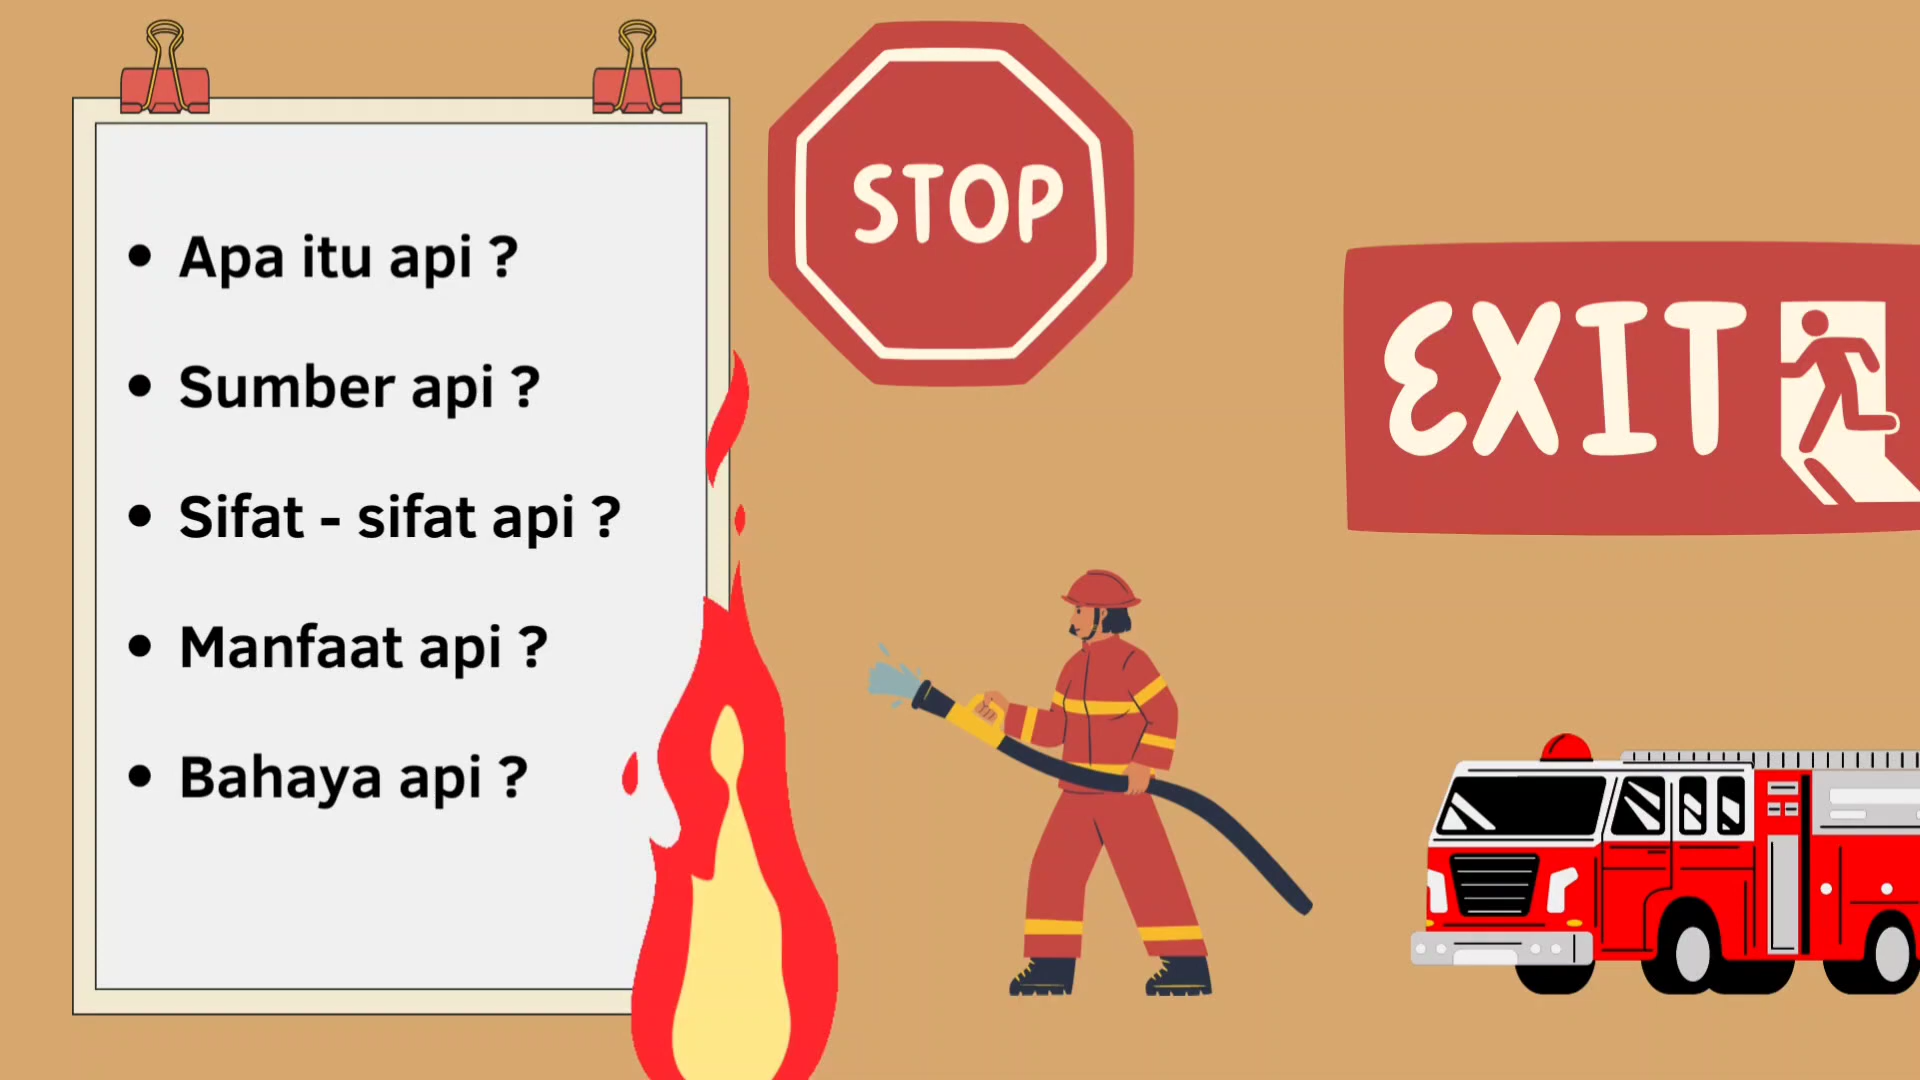 Apa itu api ?
Sumber api ?
Sifat - sifat api ?
Manfaat api ?
Bahaya api ?
STOP
EXIT